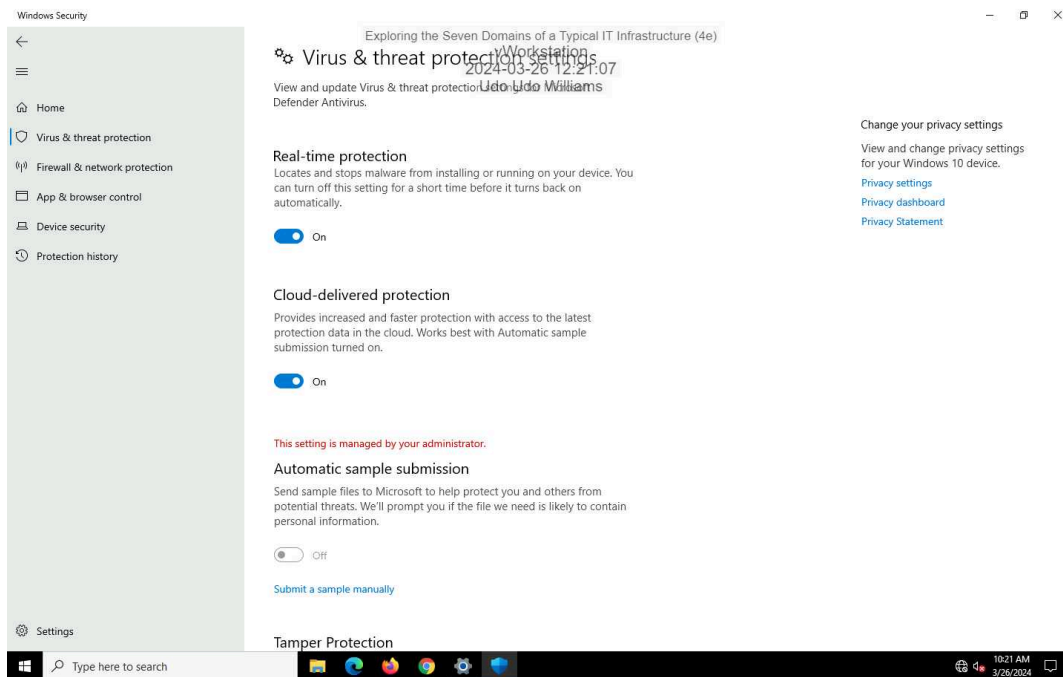 Windows Security
Exploring the Seven Domains of a Typical IT Infrastructure (4e)
vWorkstation
2024-03-26 12:21:07
Udo Udo Williams
Home
Virus & threat protection
Firewall & network protection
App & browser control
Device security
Protection history
Settings
Virus & threat protection settings
View and update Virus & threat protection settings for Microsoft
Defender Antivirus.
Real-time protection
Locates and stops malware from installing or running on your device. You
can turn off this setting for a short time before it turns back on
automatically.
On
Cloud-delivered protection
Provides increased and faster protection with access to the latest
protection data in the cloud. Works best with Automatic sample
submission turned on.
On
This setting is managed by your administrator.
Automatic sample submission
Send sample files to Microsoft to help protect you and others from
potential threats. We'll prompt you if the file we need is likely to contain
personal information.
Off
Submit a sample manually
Tamper Protection
Change your privacy settings
View and change privacy settings
for your Windows 10 device.
Privacy settings
Privacy dashboard
Privacy Statement
Type here to search
10:21 AM
3/26/2024